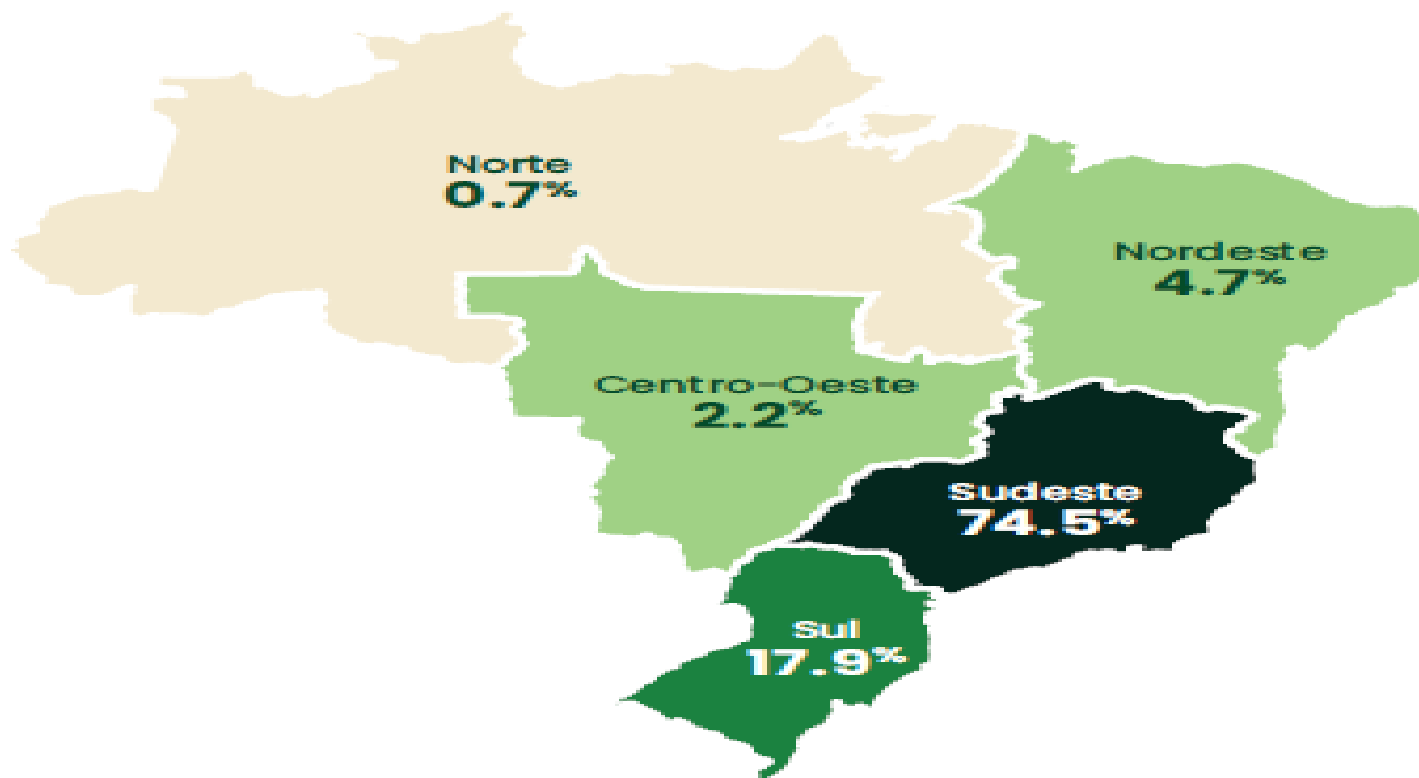 Norte
0.7%
Nordeste
4.7%
Centro-Oeste
2.2%
Sudeste
74.5%
Sul
17.9%